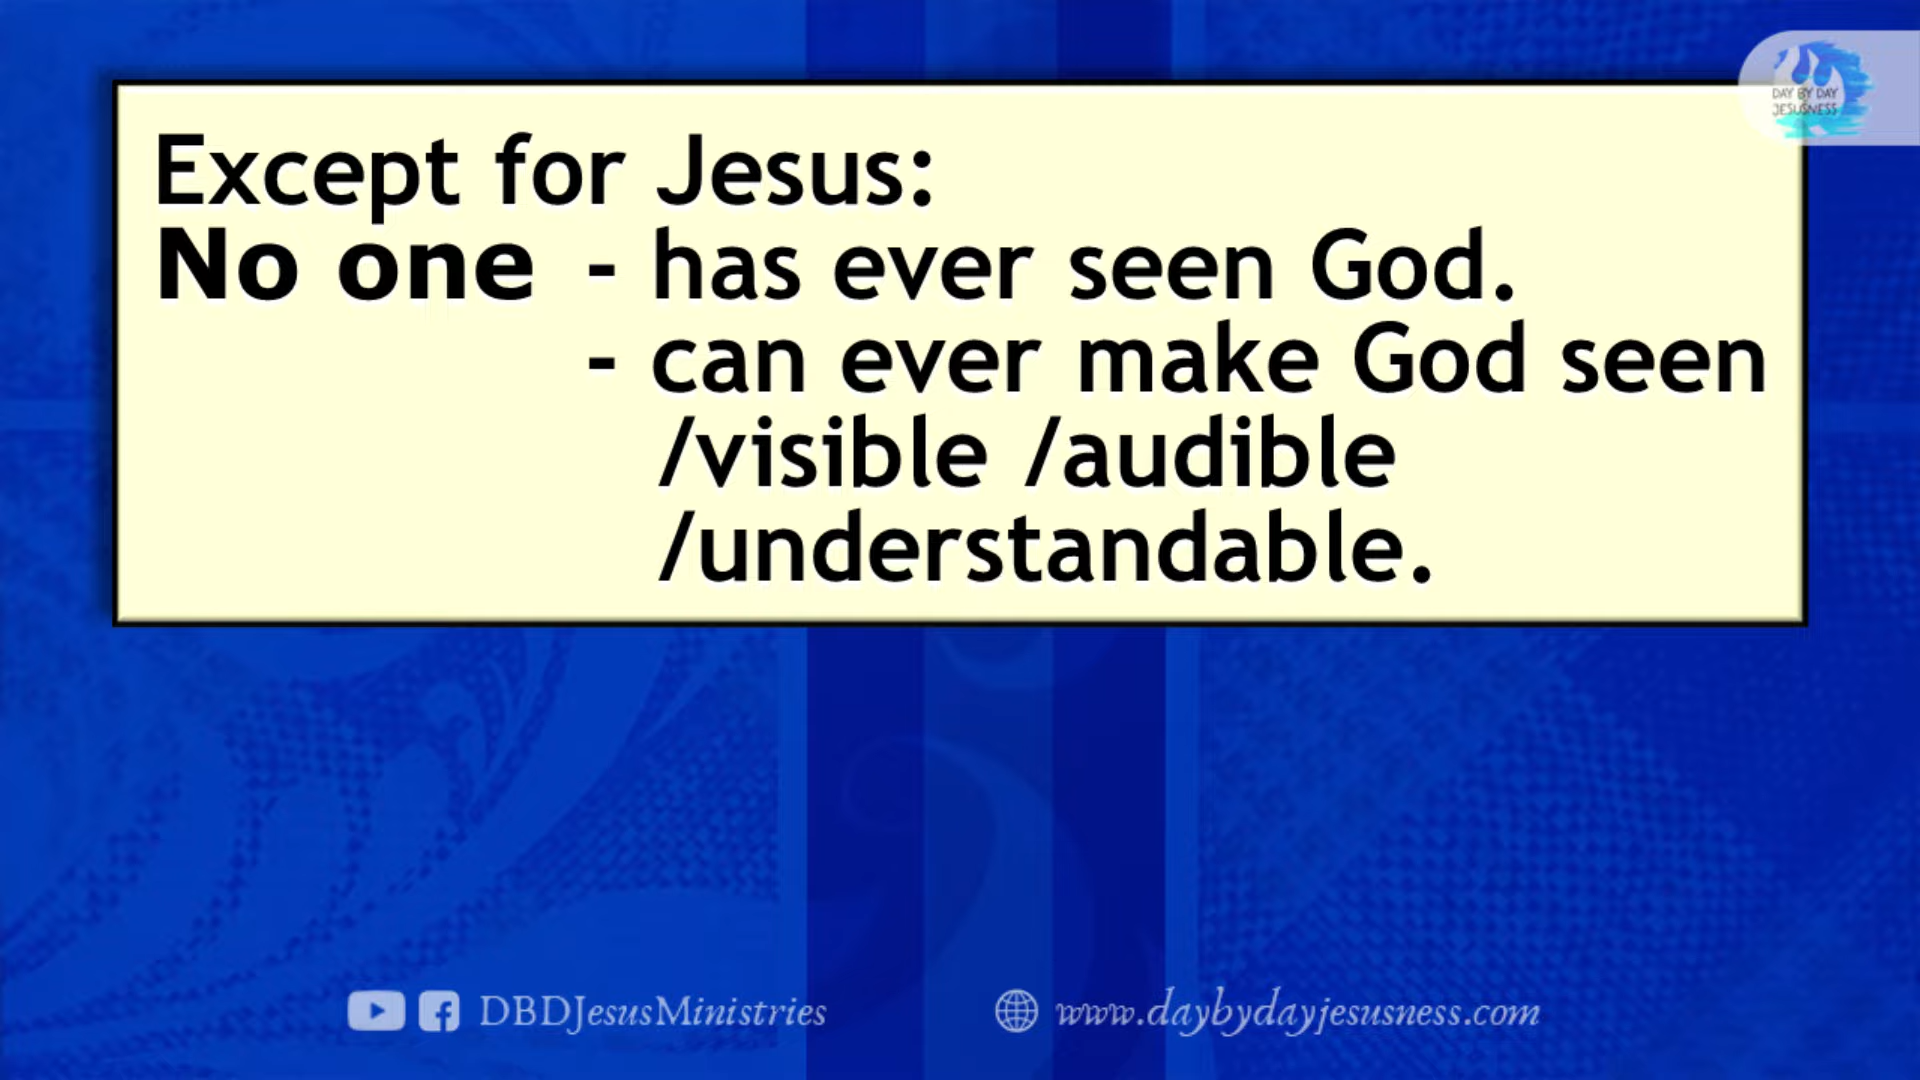 DAY BY DAY
JESUSNESS
Except for Jesus:
No one - has ever seen God.
- can ever make God seen
/visible /audible
/understandable.
DBDJesusMinistries
www.daybydayjesusness.com